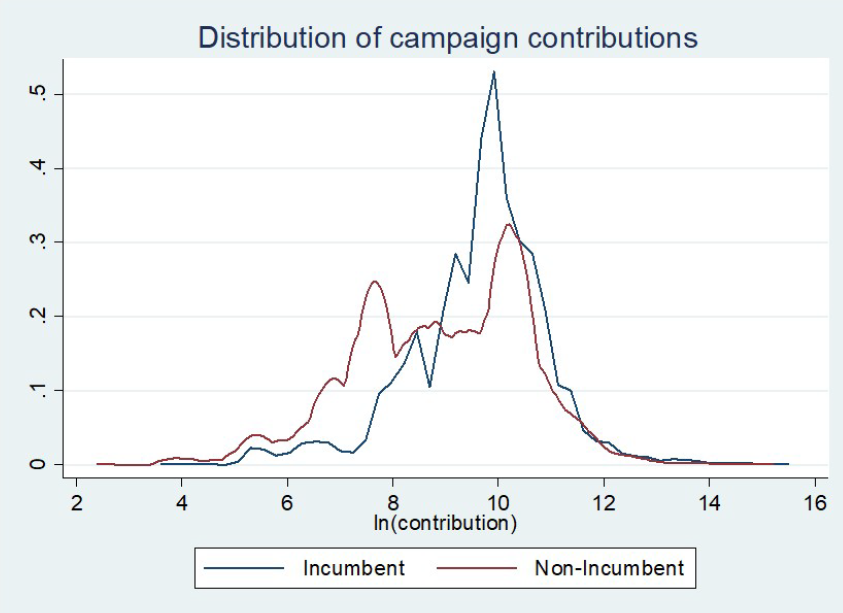 Distribution of campaign contributions
.5
.4
.3
.2
.1
0
2 4 6 8 10 12 14 16
ln(contribution)
Incumbent Non-Incumbent